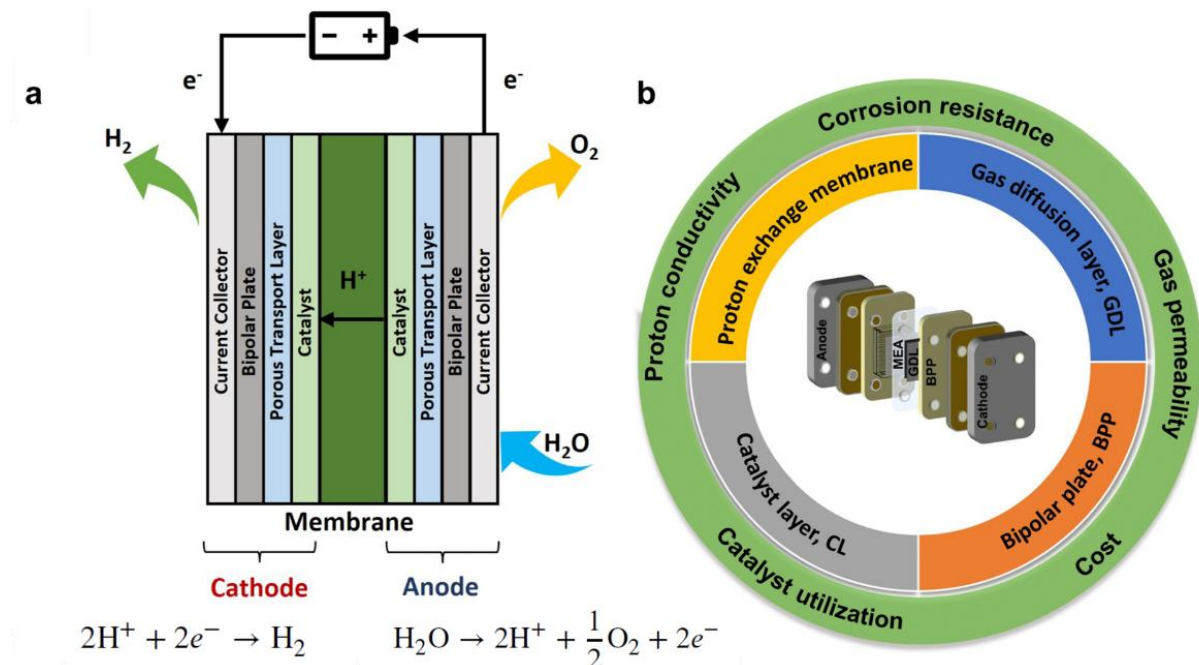 a
− +
e-
e-
H2
O2
Current Collector
Bipolar Plate
Porous Transport Layer
Catalyst
H+
Catalyst
Porous Transport Layer
Bipolar Plate
Current Collector
H2O
Membrane
Cathode
Anode
2H+ + 2e− → H2
H2O → 2H+ + 1/2 O2 + 2e−
b
Corrosion resistance
Proton conductivity
Gas permeability
Catalyst utilization
Cost
Proton exchange membrane
Gas diffusion layer, GDL
Catalyst layer, CL
Bipolar plate, BPP
Anode
MEA
GDL
BPP
Cathode